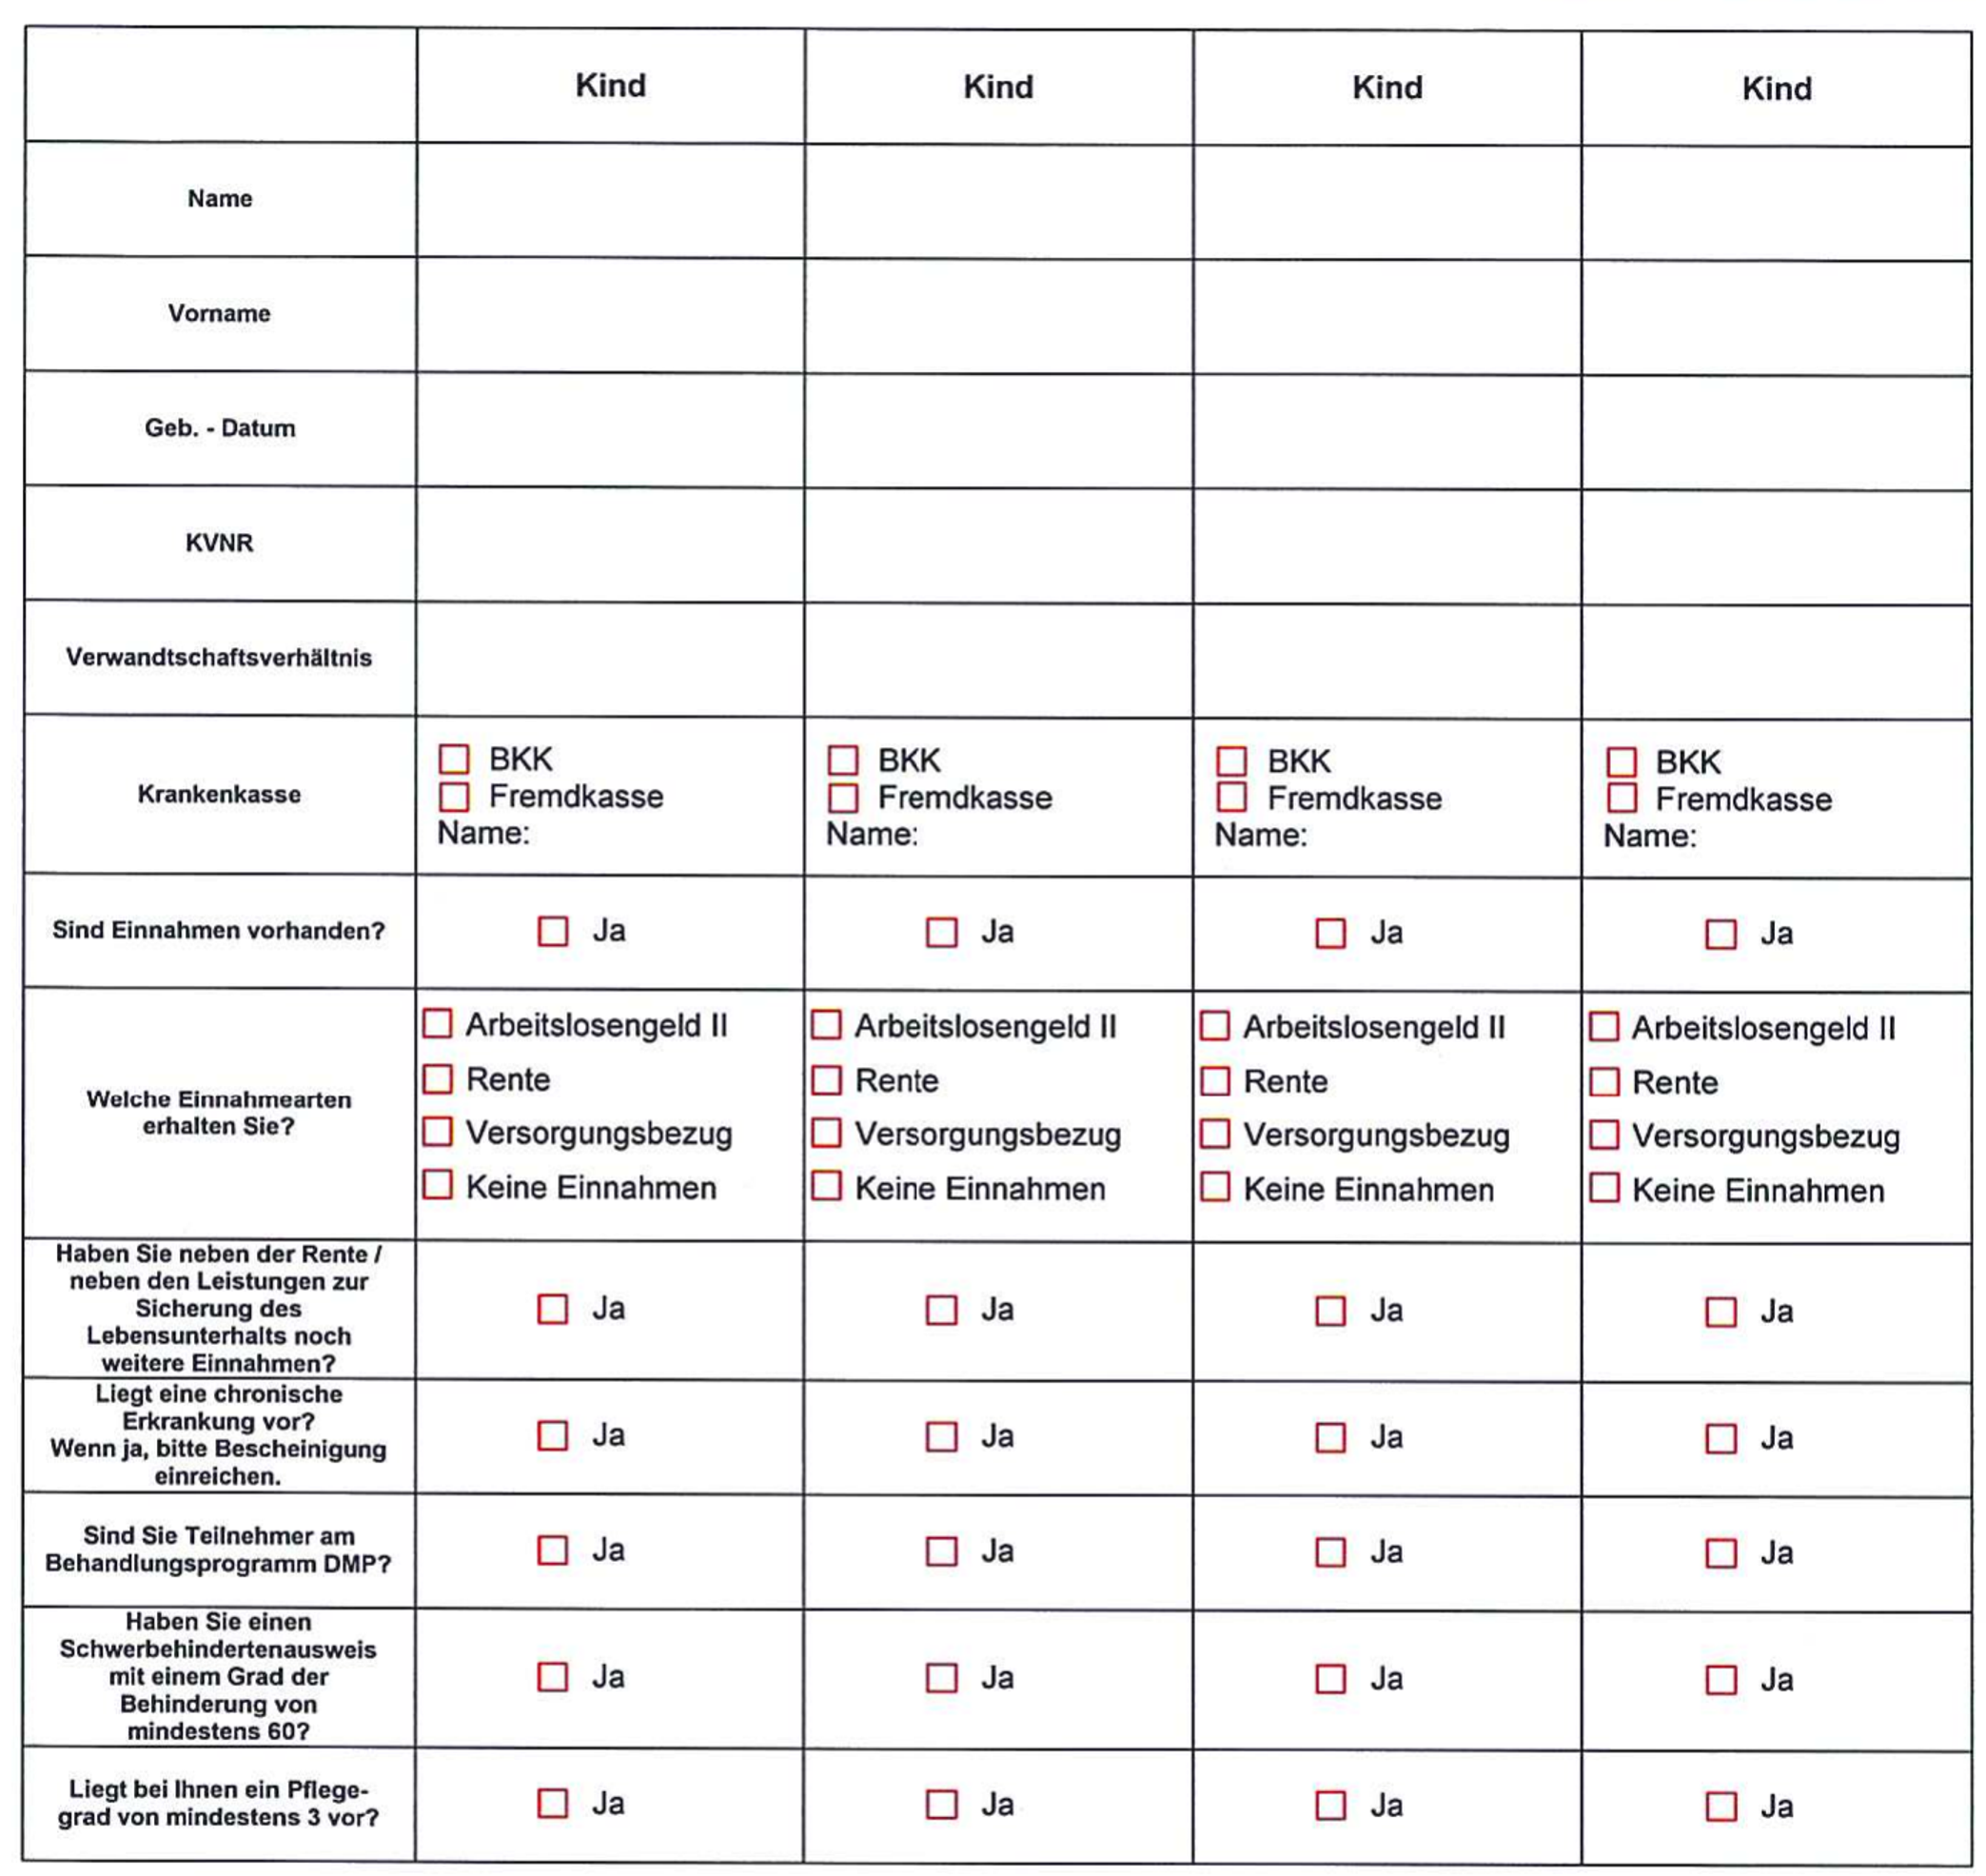 Kind Kind Kind Kind
Name
Vorname
Geb. - Datum
KVNR
Verwandtschaftsverhältnis
Krankenkasse
BKK BKK BKK BKK
Fremdkasse Fremdkasse Fremdkasse Fremdkasse
Name: Name: Name: Name:
Sind Einnahmen vorhanden? Ja Ja Ja Ja
Welche Einnahmearten
erhalten Sie?
Arbeitslosengeld II Arbeitslosengeld II Arbeitslosengeld II Arbeitslosengeld II
Rente Rente Rente Rente
Versorgungsbezug Versorgungsbezug Versorgungsbezug Versorgungsbezug
Keine Einnahmen Keine Einnahmen Keine Einnahmen Keine Einnahmen
Haben Sie neben der Rente /
neben den Leistungen zur
Sicherung des
Lebensunterhalts noch
weitere Einnahmen?
Ja Ja Ja Ja
Liegt eine chronische
Erkrankung vor?
Wenn ja, bitte Bescheinigung
einreichen.
Ja Ja Ja Ja
Sind Sie Teilnehmer am
Behandlungsprogramm DMP?
Ja Ja Ja Ja
Haben Sie einen
Schwerbehindertenausweis
mit einem Grad der
Behinderung von
mindestens 60?
Ja Ja Ja Ja
Liegt bei Ihnen ein Pflege-
grad von mindestens 3 vor?
Ja Ja Ja Ja